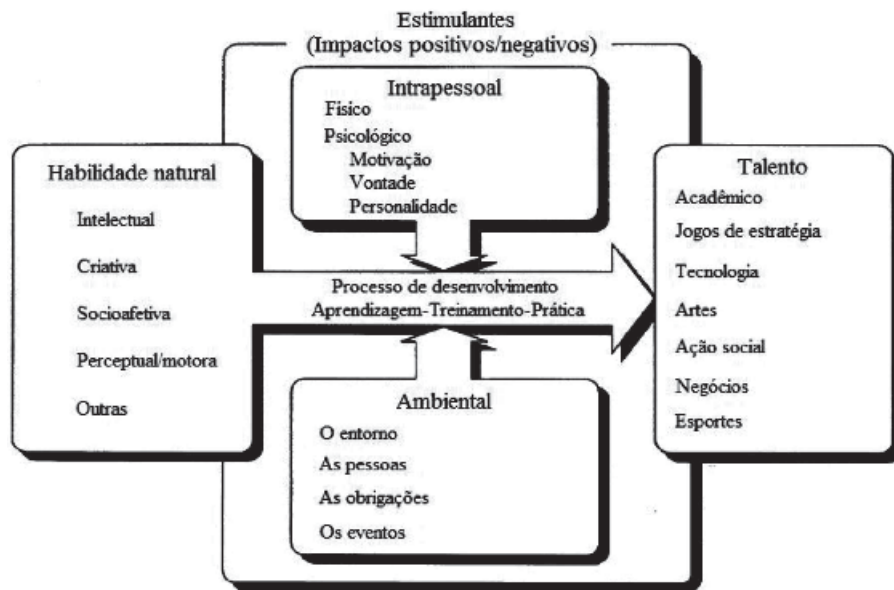 Estimulantes
(Impactos positivos/negativos)
Intrapessoal
Físico
Psicológico
Motivação
Vontade
Personalidade
Habilidade natural
Intelectual
Criativa
Socioafetiva
Perceptual/motora
Outras
Processo de desenvolvimento
Aprendizagem-Treinamento-Prática
Ambiental
O entorno
As pessoas
As obrigações
Os eventos
Talento
Acadêmico
Jogos de estratégia
Tecnologia
Artes
Ação social
Negócios
Esportes